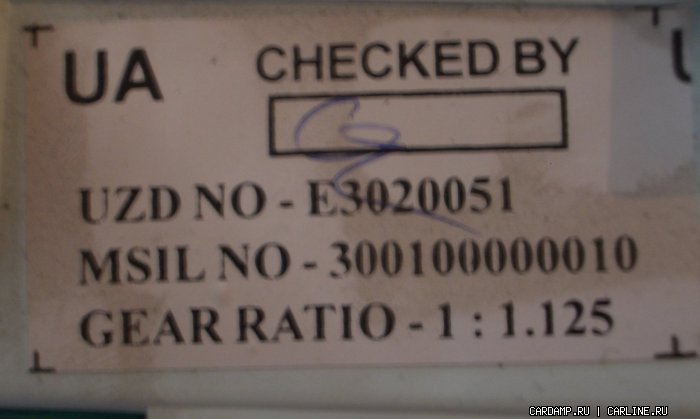 UA CHECKED BY
UZD NO - E3020051
MSIL NO - 300100000010
GEAR RATIO - 1 : 1.125
CARDAMP.RU | CARLINE.RU